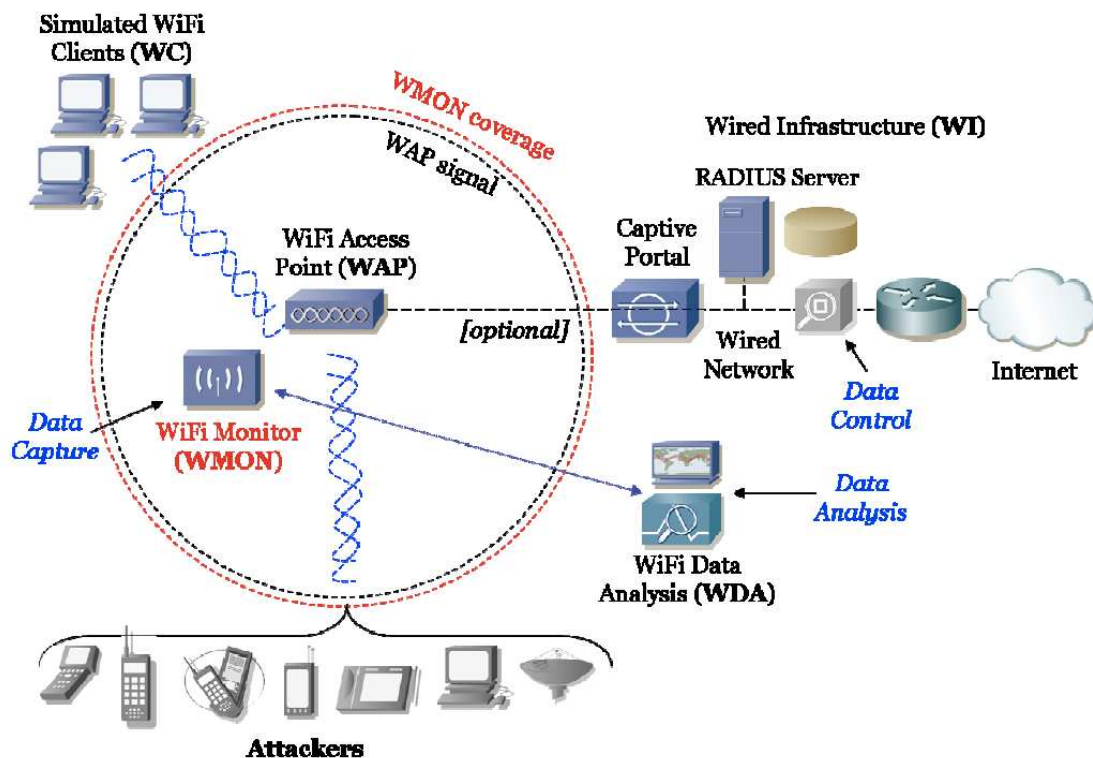 Simulated WiFi
Clients (WC)
WMON coverage
WAP signal
Wired Infrastructure (WI)
RADIUS Server
Captive
Portal
WiFi Access
Point (WAP)
[optional]
Wired
Network
Internet
Data
Control
Data
Capture
WiFi Monitor
(WMON)
Data
Analysis
WiFi Data
Analysis (WDA)
Attackers